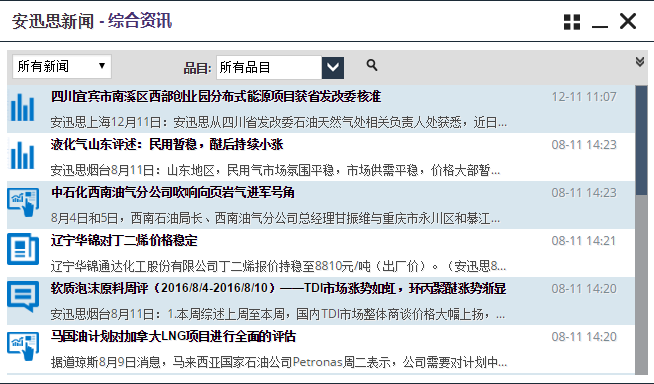 安迅思新闻 - 综合资讯
所有新闻 品目: 所有品目
四川宜宾市南溪区西部创业园分布式能源项目获省发改委核准 12-11 11:07
安迅思上海12月11日：安迅思从四川省发改委石油天然气处相关负责人处获悉，近日...
液化气山东评述：民用暂稳，醚后持续小涨 08-11 14:23
安迅思烟台8月11日：山东地区，民用气市场氛围平稳，市场供需平稳，价格大部暂...
中石化西南油气分公司吹响向页岩气进军号角 08-11 14:23
8月4日和5日，西南石油局长、西南油气分公司总经理甘振维与重庆市永川区和綦江...
辽宁华锦对丁二烯价格稳定 08-11 14:21
辽宁华锦通达化工股份有限公司丁二烯报价持稳至8810元/吨（出厂价）。（安迅思8...
软质泡沫原料周评（2016/8/4-2016/8/10）——TDI市场涨势如虹，环丙聚醚涨势渐显 08-11 14:20
安迅思烟台8月11日：1.本周综述上周至本周，国内TDI市场整体商谈价格大幅上扬，...
马国油计划对加拿大LNG项目进行全面的评估 08-11 14:20
据道琼斯8月9日消息，马来西亚国家石油公司Petronas周二表示，公司需要对计划中...